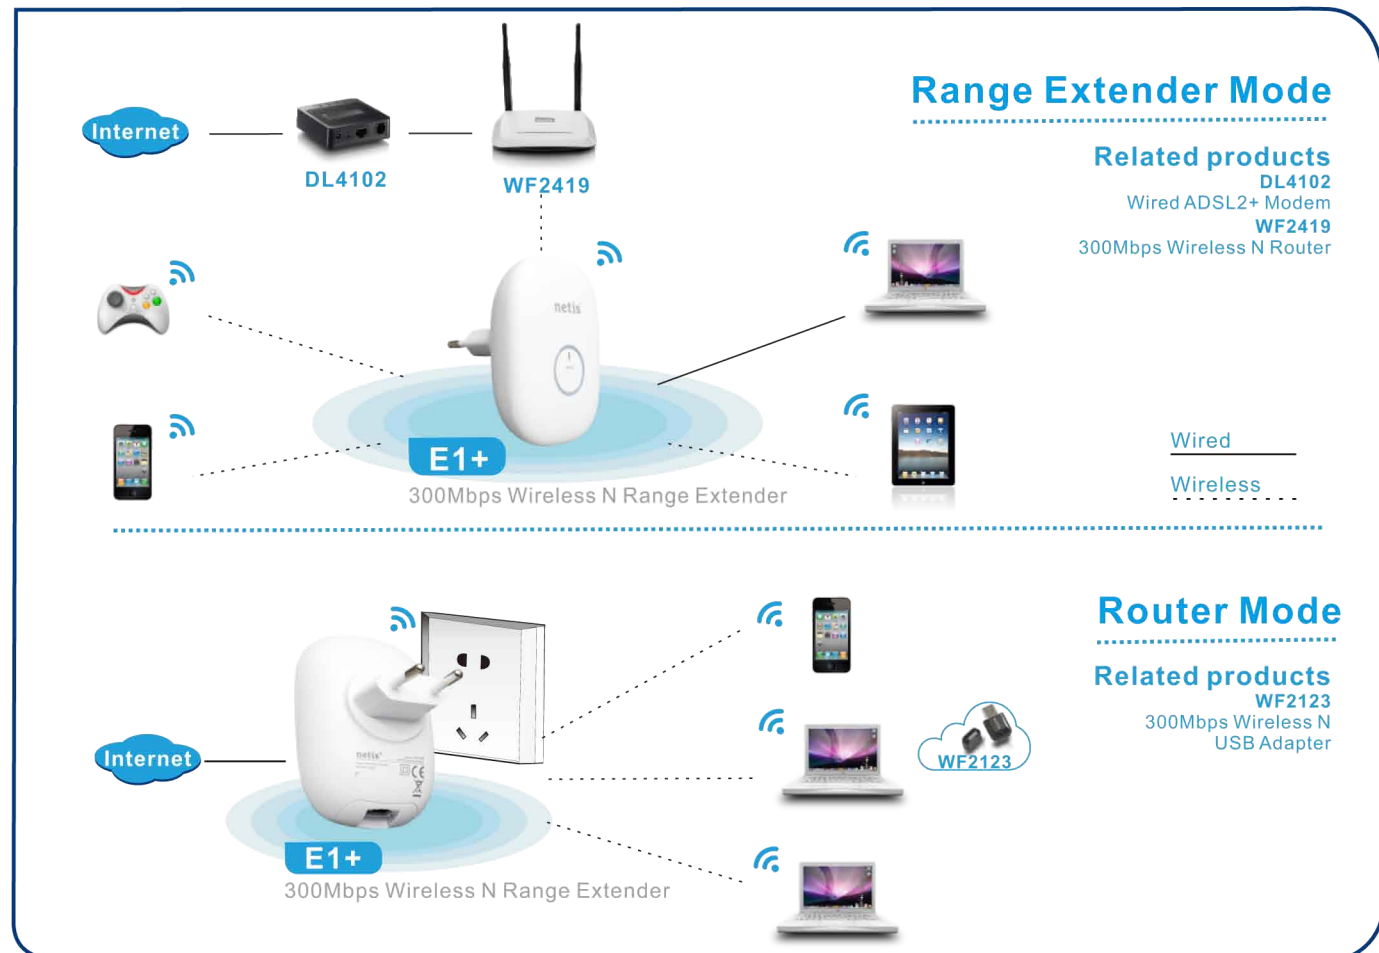 Range Extender Mode
Internet
DL4102
WF2419
Related products
DL4102
Wired ADSL2+ Modem
WF2419
300Mbps Wireless N Router
netis
E1+
300Mbps Wireless N Range Extender
Wired
Wireless
Router Mode
Related products
WF2123
300Mbps Wireless N
USB Adapter
Internet
netis
WF2123
E1+
300Mbps Wireless N Range Extender